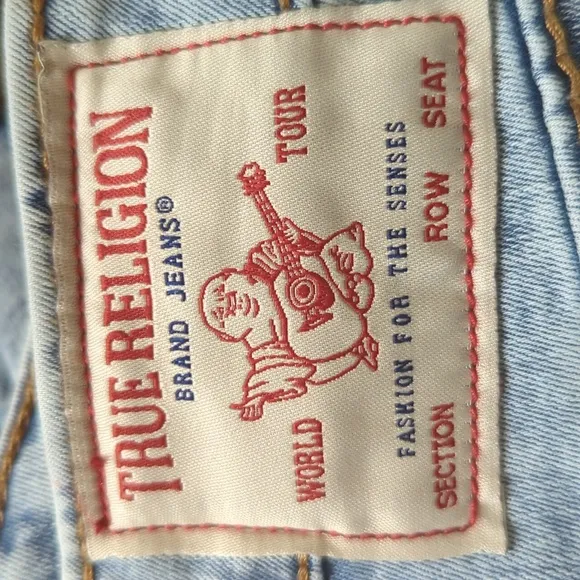 TRUE RELIGION
BRAND JEANS®
WORLD TOUR
FASHION FOR THE SENSES
SECTION ROW SEAT